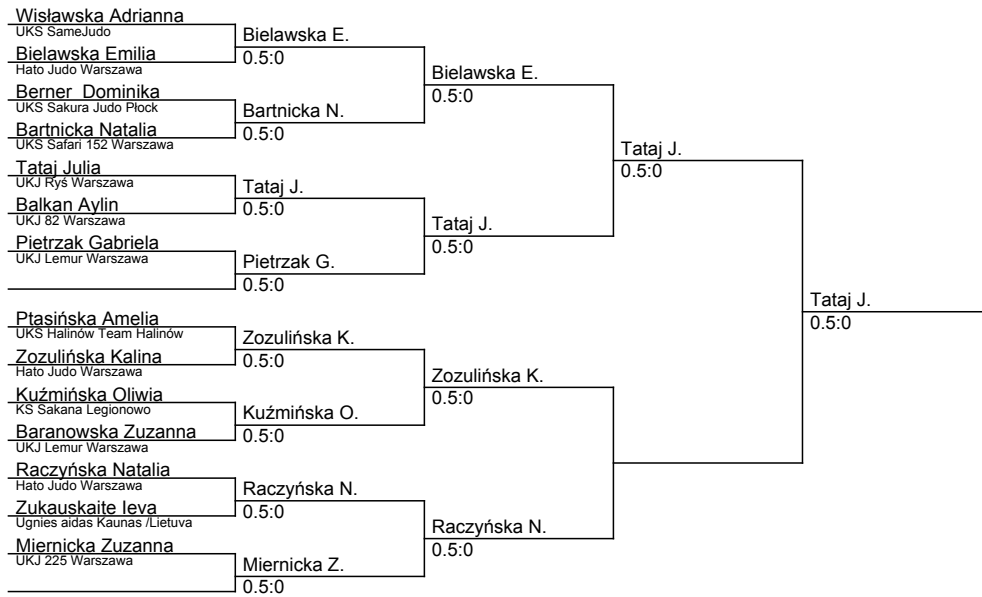 Wisławska Adrianna
UKS SameJudo
Bielawska Emilia
Hato Judo Warszawa
Berner Dominika
UKS Sakura Judo Płock
Bartnicka Natalia
UKS Safari 152 Warszawa
Tataj Julia
UKJ Ryś Warszawa
Balkan Aylin
UKJ 82 Warszawa
Pietrzak Gabriela
UKJ Lemur Warszawa
Ptasińska Amelia
UKS Halinów Team Halinów
Zozulińska Kalina
Hato Judo Warszawa
Kuźmińska Oliwia
KS Sakana Legionowo
Baranowska Zuzanna
UKJ Lemur Warszawa
Raczyńska Natalia
Hato Judo Warszawa
Zukauskaite Ieva
Ugnies aidas Kaunas /Lietuva
Miernicka Zuzanna
UKJ 225 Warszawa
Bielawska E.
0.5:0
Bartnicka N.
0.5:0
Tataj J.
0.5:0
Pietrzak G.
0.5:0
Zozulińska K.
0.5:0
Kuźmińska O.
0.5:0
Raczyńska N.
0.5:0
Miernicka Z.
0.5:0
Bielawska E.
0.5:0
Tataj J.
0.5:0
Zozulińska K.
0.5:0
Raczyńska N.
0.5:0
Tataj J.
0.5:0
Tataj J.
0.5:0